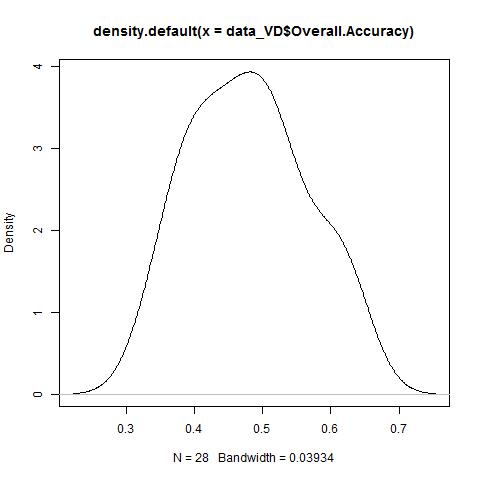 density.default(x = data_VD$Overall.Accuracy)
Density
4
3
2
1
0
0.3 0.4 0.5 0.6 0.7
N = 28 Bandwidth = 0.03934